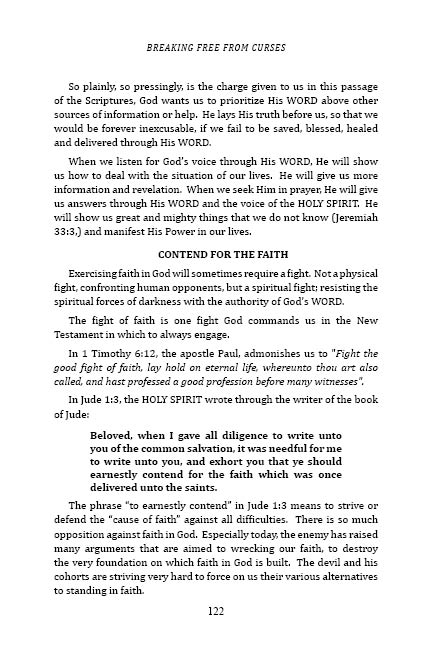 BREAKING FREE FROM CURSES
So plainly, so pressingly, is the charge given to us in this passage
of the Scriptures, God wants us to prioritize His WORD above other
sources of information or help. He lays His truth before us, so that we
would be forever inexcusable, if we fail to be saved, blessed, healed
and delivered through His WORD.
When we listen for God's voice through His WORD, He will show
us how to deal with the situation of our lives. He will give us more
information and revelation. When we seek Him in prayer, He will give
us answers through His WORD and the voice of the HOLY SPIRIT. He
will show us great and mighty things that we do not know (Jeremiah
33:3,) and manifest His Power in our lives.
CONTEND FOR THE FAITH
Exercising faith in God will sometimes require a fight. Not a physical
fight, confronting human opponents, but a spiritual fight; resisting the
spiritual forces of darkness with the authority of God's WORD.
The fight of faith is one fight God commands us in the New
Testament in which to always engage.
In 1 Timothy 6:12, the apostle Paul, admonishes us to "Fight the
good fight of faith, lay hold on eternal life, whereunto thou art also
called, and hast professed a good profession before many witnesses".
In Jude 1:3, the HOLY SPIRIT wrote through the writer of the book
of Jude:
Beloved, when I gave all diligence to write unto
you of the common salvation, it was needful for me
to write unto you, and exhort you that ye should
earnestly contend for the faith which was once
delivered unto the saints.
The phrase "to earnestly contend" in Jude 1:3 means to strive or
defend the "cause of faith" against all difficulties. There is so much
opposition against faith in God. Especially today, the enemy has raised
many arguments that are aimed to wrecking our faith, to destroy
the very foundation on which faith in God is built. The devil and his
cohorts are striving very hard to force on us their various alternatives
to standing in faith.
122